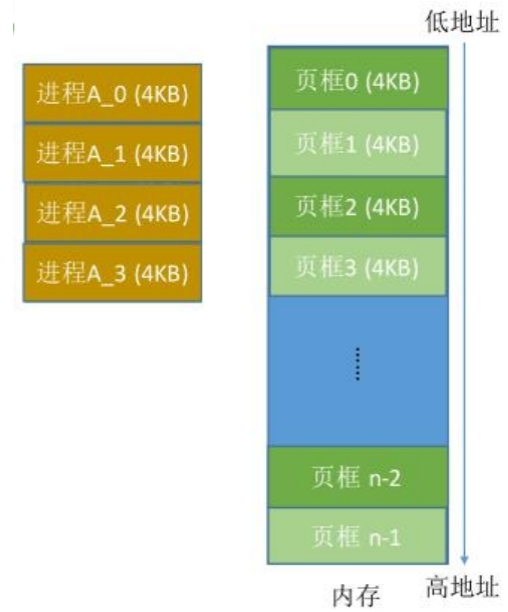 低地址
进程A_0 (4KB)
进程A_1 (4KB)
进程A_2 (4KB)
进程A_3 (4KB)
页框0 (4KB)
页框1 (4KB)
页框2 (4KB)
页框3 (4KB)
......
页框 n-2
页框 n-1
内存
高地址